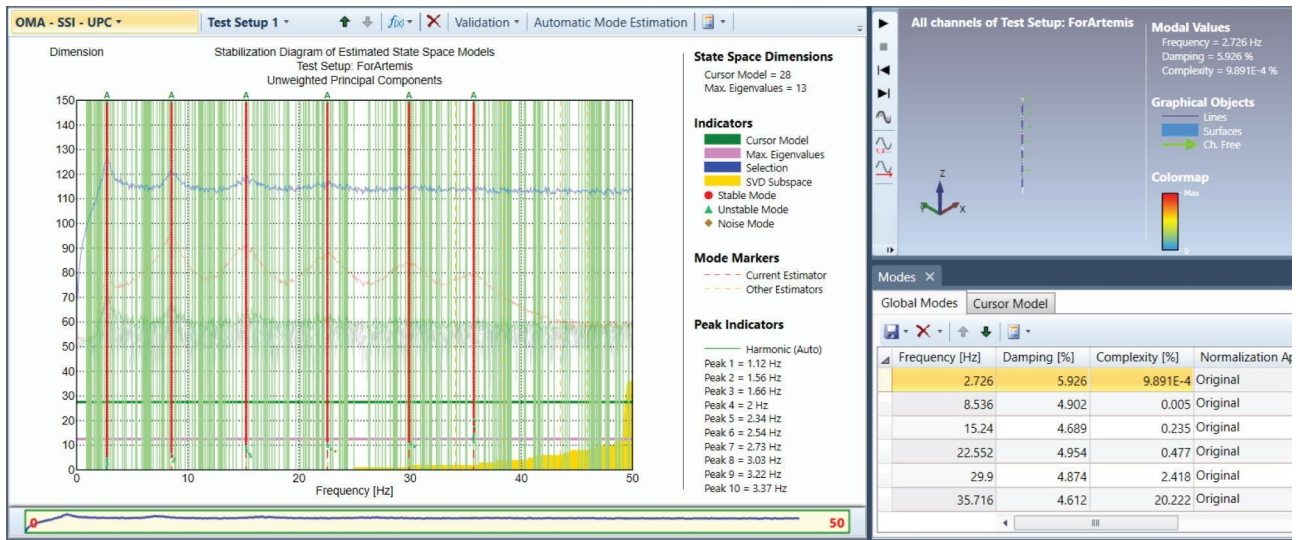 OMA - SSI - UPC
Test Setup 1
f(x)
Validation
Automatic Mode Estimation
Dimension
Stabilization Diagram of Estimated State Space Models
Test Setup: ForArtemis
Unweighted Principal Components
A A A A A A
150
140
130
120
110
100
90
80
70
60
50
40
30
20
10
0
0 10 20 30 40 50
Frequency [Hz]
0 50
State Space Dimensions
Cursor Model = 28
Max. Eigenvalues = 13
Indicators
Cursor Model
Max. Eigenvalues
Selection
SVD Subspace
Stable Mode
Unstable Mode
Noise Mode
Mode Markers
Current Estimator
Other Estimators
Peak Indicators
Harmonic (Auto)
Peak 1 = 1.12 Hz
Peak 2 = 1.56 Hz
Peak 3 = 1.66 Hz
Peak 4 = 2 Hz
Peak 5 = 2.34 Hz
Peak 6 = 2.54 Hz
Peak 7 = 2.73 Hz
Peak 8 = 3.03 Hz
Peak 9 = 3.22 Hz
Peak 10 = 3.37 Hz
All channels of Test Setup: ForArtemis
Z
Y X
Modal Values
Frequency = 2.726 Hz
Damping = 5.926 %
Complexity = 9.891E-4 %
Graphical Objects
Lines
Surfaces
Ch. Free
Colormap
Max
0
Modes
Global Modes Cursor Model
Frequency [Hz] Damping [%] Complexity [%] Normalization Ap
2.726 5.926 9.891E-4 Original
8.536 4.902 0.005 Original
15.24 4.689 0.235 Original
22.552 4.954 0.477 Original
29.9 4.874 2.418 Original
35.716 4.612 20.222 Original